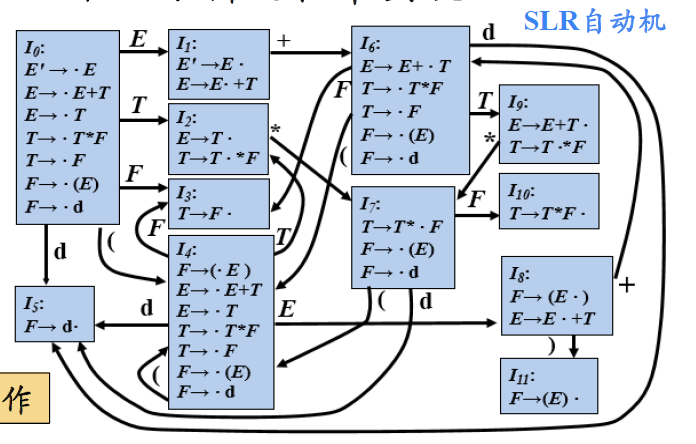 SLR自动机
I0:
E' → · E
E→ · E+T
E→ · T
T→ · T*F
T→ · F
F→ · (E)
F→ · d
E
I1:
E' →E ·
E→E· +T
+
T
I2:
E→T ·
T→T · *F
*
F
I3:
T→F ·
d
(
I4:
F→(· E )
E→ · E+T
E→ · T
T→ · T*F
T→ · F
F→ · (E)
F→ · d
F
T
d
E
(
I5:
F→ d·
I6:
E→ E+ · T
T→ · T*F
T→ · F
F→ · (E)
F→ · d
d
F
(
T
I7:
T→T* · F
F→ · (E)
F→ · d
F
(
d
I9:
E→E+T ·
T→T ·*F
*
I10:
T→T*F ·
I8:
F→ (E · )
E→E · +T
+
)
I11:
F→(E) ·
作